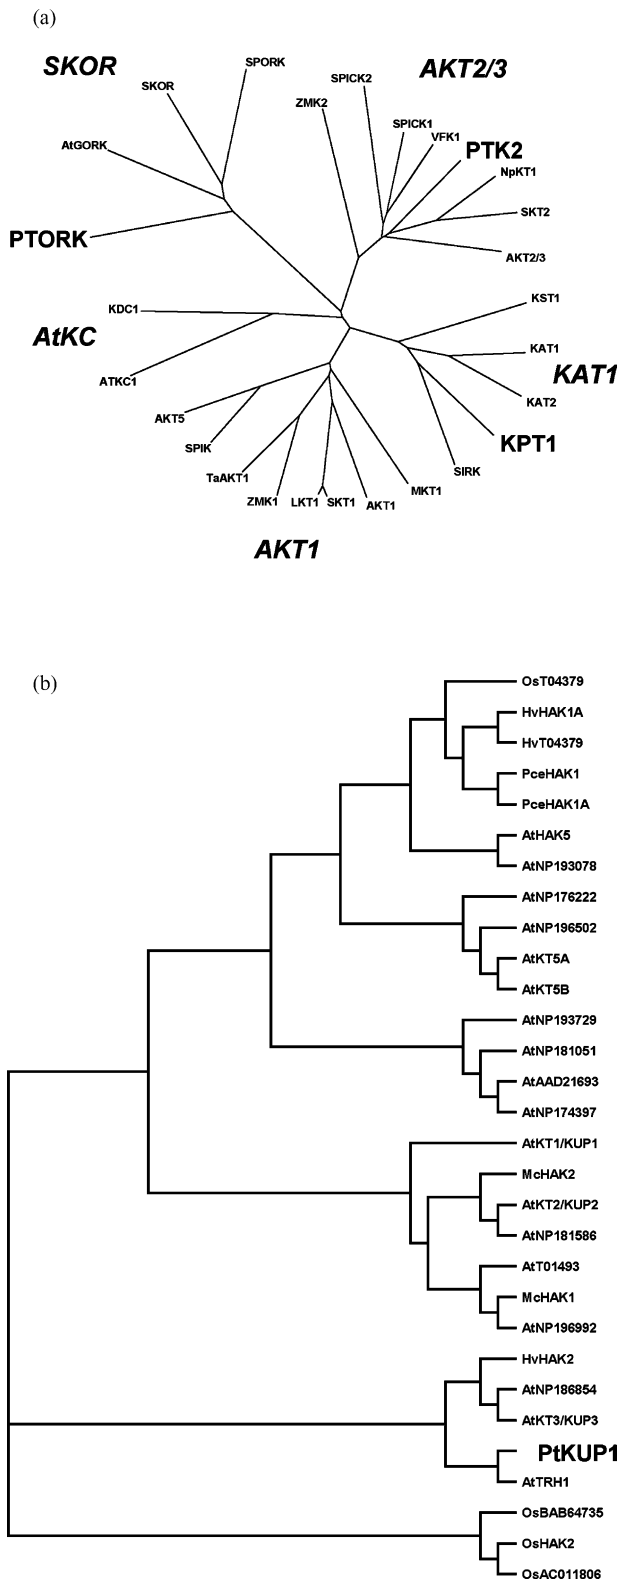 (a)
SKOR
SPORK
AKT2/3
SKOR
SPICK2
ZMK2
SPICK1
VFK1
AtGORK
PTK2
NpKT1
PTORK
SKT2
AKT2/3
KDC1
KST1
AtKC
KAT1
ATKC1
KAT1
AKT5
KAT2
SPIK
KPT1
TaAKT1
SIRK
ZMK1
LKT1
SKT1
AKT1
MKT1
AKT1
(b)
OsT04379
HvHAK1A
HvT04379
PceHAK1
PceHAK1A
AtHAK5
AtNP193078
AtNP176222
AtNP196502
AtKT5A
AtKT5B
AtNP193729
AtNP181051
AtAAD21693
AtNP174397
AtKT1/KUP1
McHAK2
AtKT2/KUP2
AtNP181586
AtT01493
McHAK1
AtNP196992
HvHAK2
AtNP186854
AtKT3/KUP3
PtKUP1
AtTRH1
OsBAB64735
OsHAK2
OsAC011806